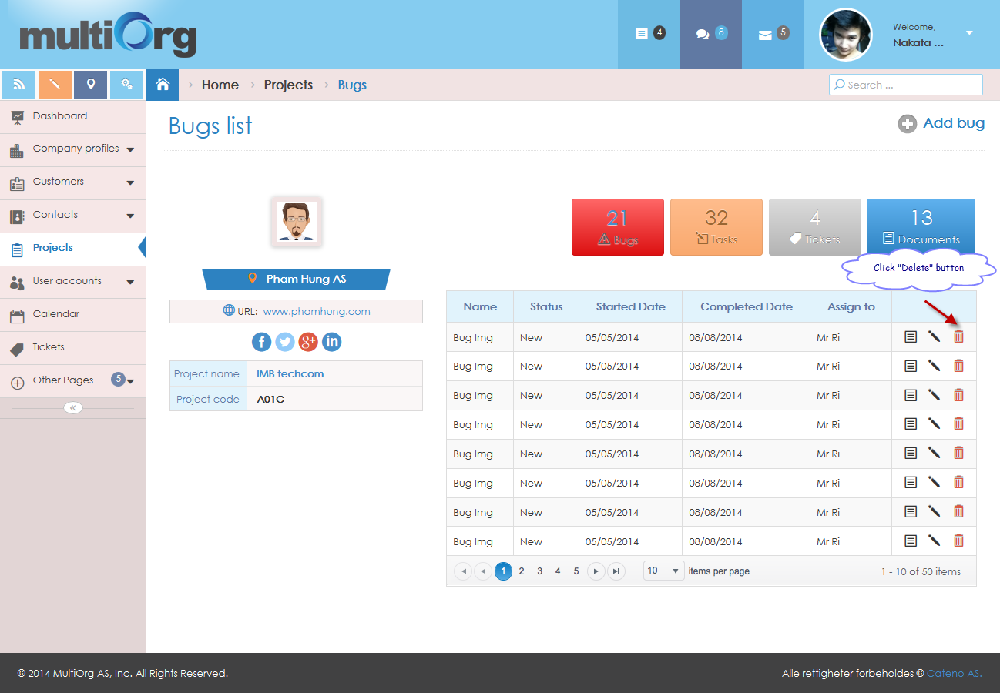 multiOrg
4
8
5
Welcome,
Nakata ...
Home
Projects
Bugs
Search ...
Dashboard
Company profiles
Customers
Contacts
Projects
User accounts
Calendar
Tickets
Other Pages 5
«
Bugs list
Add bug
Pham Hung AS
URL: www.phamhung.com
f g+ in
Project name IMB techcom
Project code A01C
21
Bugs
32
Tasks
4
Tickets
13
Documents
Click "Delete" button
Name Status Started Date Completed Date Assign to
Bug Img New 05/05/2014 08/08/2014 Mr Ri
Bug Img New 05/05/2014 08/08/2014 Mr Ri
Bug Img New 05/05/2014 08/08/2014 Mr Ri
Bug Img New 05/05/2014 08/08/2014 Mr Ri
Bug Img New 05/05/2014 08/08/2014 Mr Ri
Bug Img New 05/05/2014 08/08/2014 Mr Ri
Bug Img New 05/05/2014 08/08/2014 Mr Ri
Bug Img New 05/05/2014 08/08/2014 Mr Ri
1 2 3 4 5 10 items per page 1 - 10 of 50 items
© 2014 MultiOrg AS, Inc. All Rights Reserved.
Alle rettigheter forbeholdes © Cateno AS.